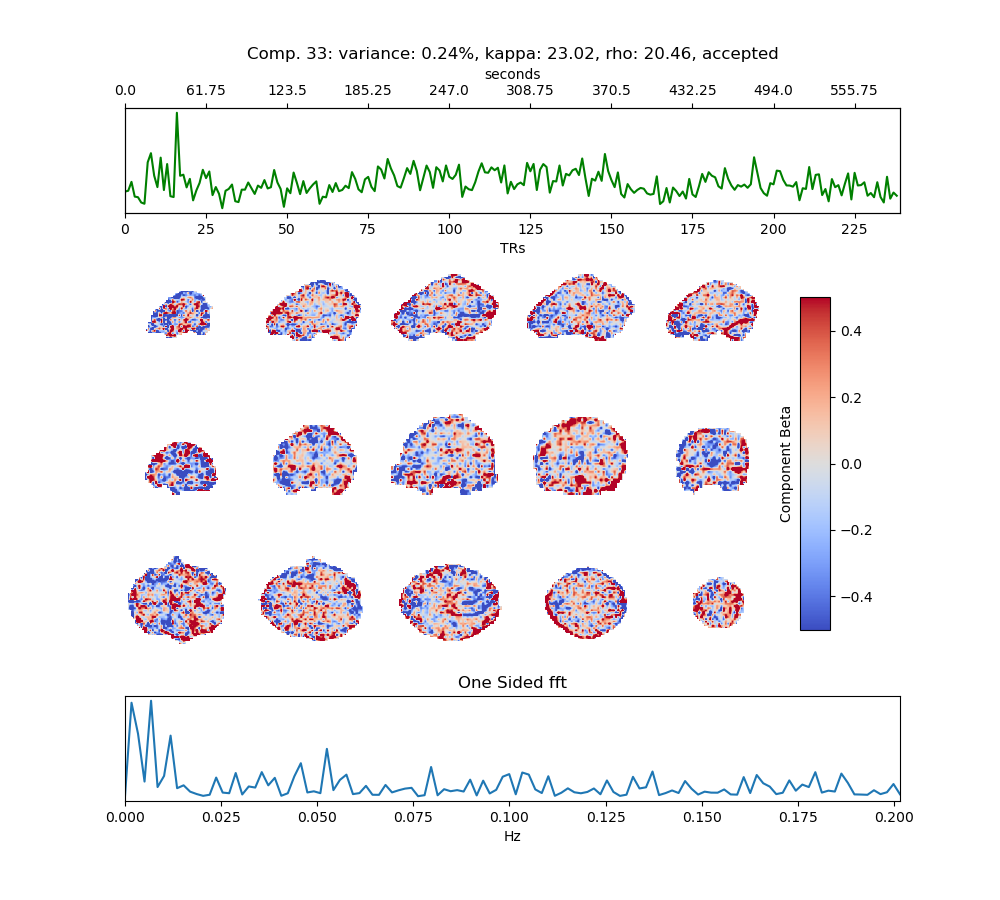 Comp. 33: variance: 0.24%, kappa: 23.02, rho: 20.46, accepted
seconds
0.0 61.75 123.5 185.25 247.0 308.75 370.5 432.25 494.0 555.75
0 25 50 75 100 125 150 175 200 225
TRs
0.4
0.2
0.0
−0.2
−0.4
Component Beta
One Sided fft
0.000 0.025 0.050 0.075 0.100 0.125 0.150 0.175 0.200
Hz